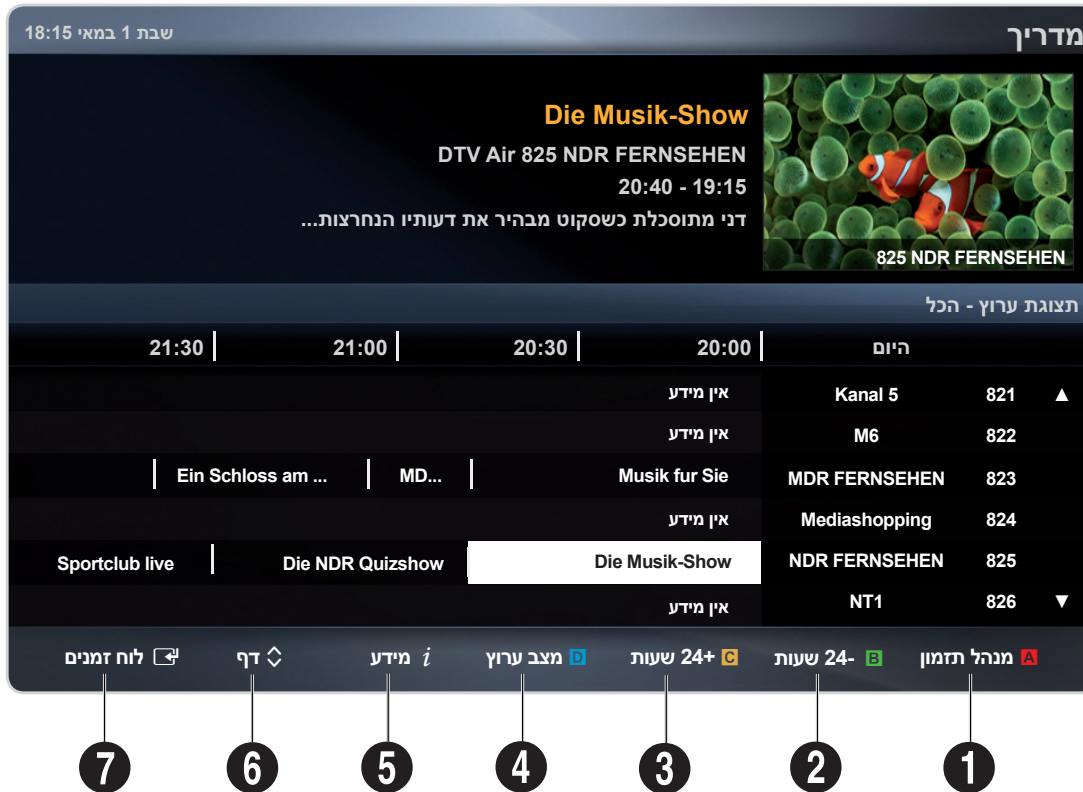 מדריך
שבת 1 במאי 18:15
Die Musik-Show
DTV Air 825 NDR FERNSEHEN
20:40 - 19:15
דני מתוסכלת כשסקוט מבהיר את דעותיו הנחרצות...
825 NDR FERNSEHEN
תצוגת ערוץ - הכל
היום 20:00 20:30 21:00 21:30
▲ 821 Kanal 5 אין מידע
822 M6 אין מידע
823 MDR FERNSEHEN Musik fur Sie MD... Ein Schloss am ...
824 Mediashopping אין מידע
825 NDR FERNSEHEN Die Musik-Show Die NDR Quizshow Sportclub live
▼ 826 NT1 אין מידע
A מנהל תזמון B -24 שעות C +24 שעות D מצב ערוץ i מידע דף לוח זמנים
1 2 3 4 5 6 7